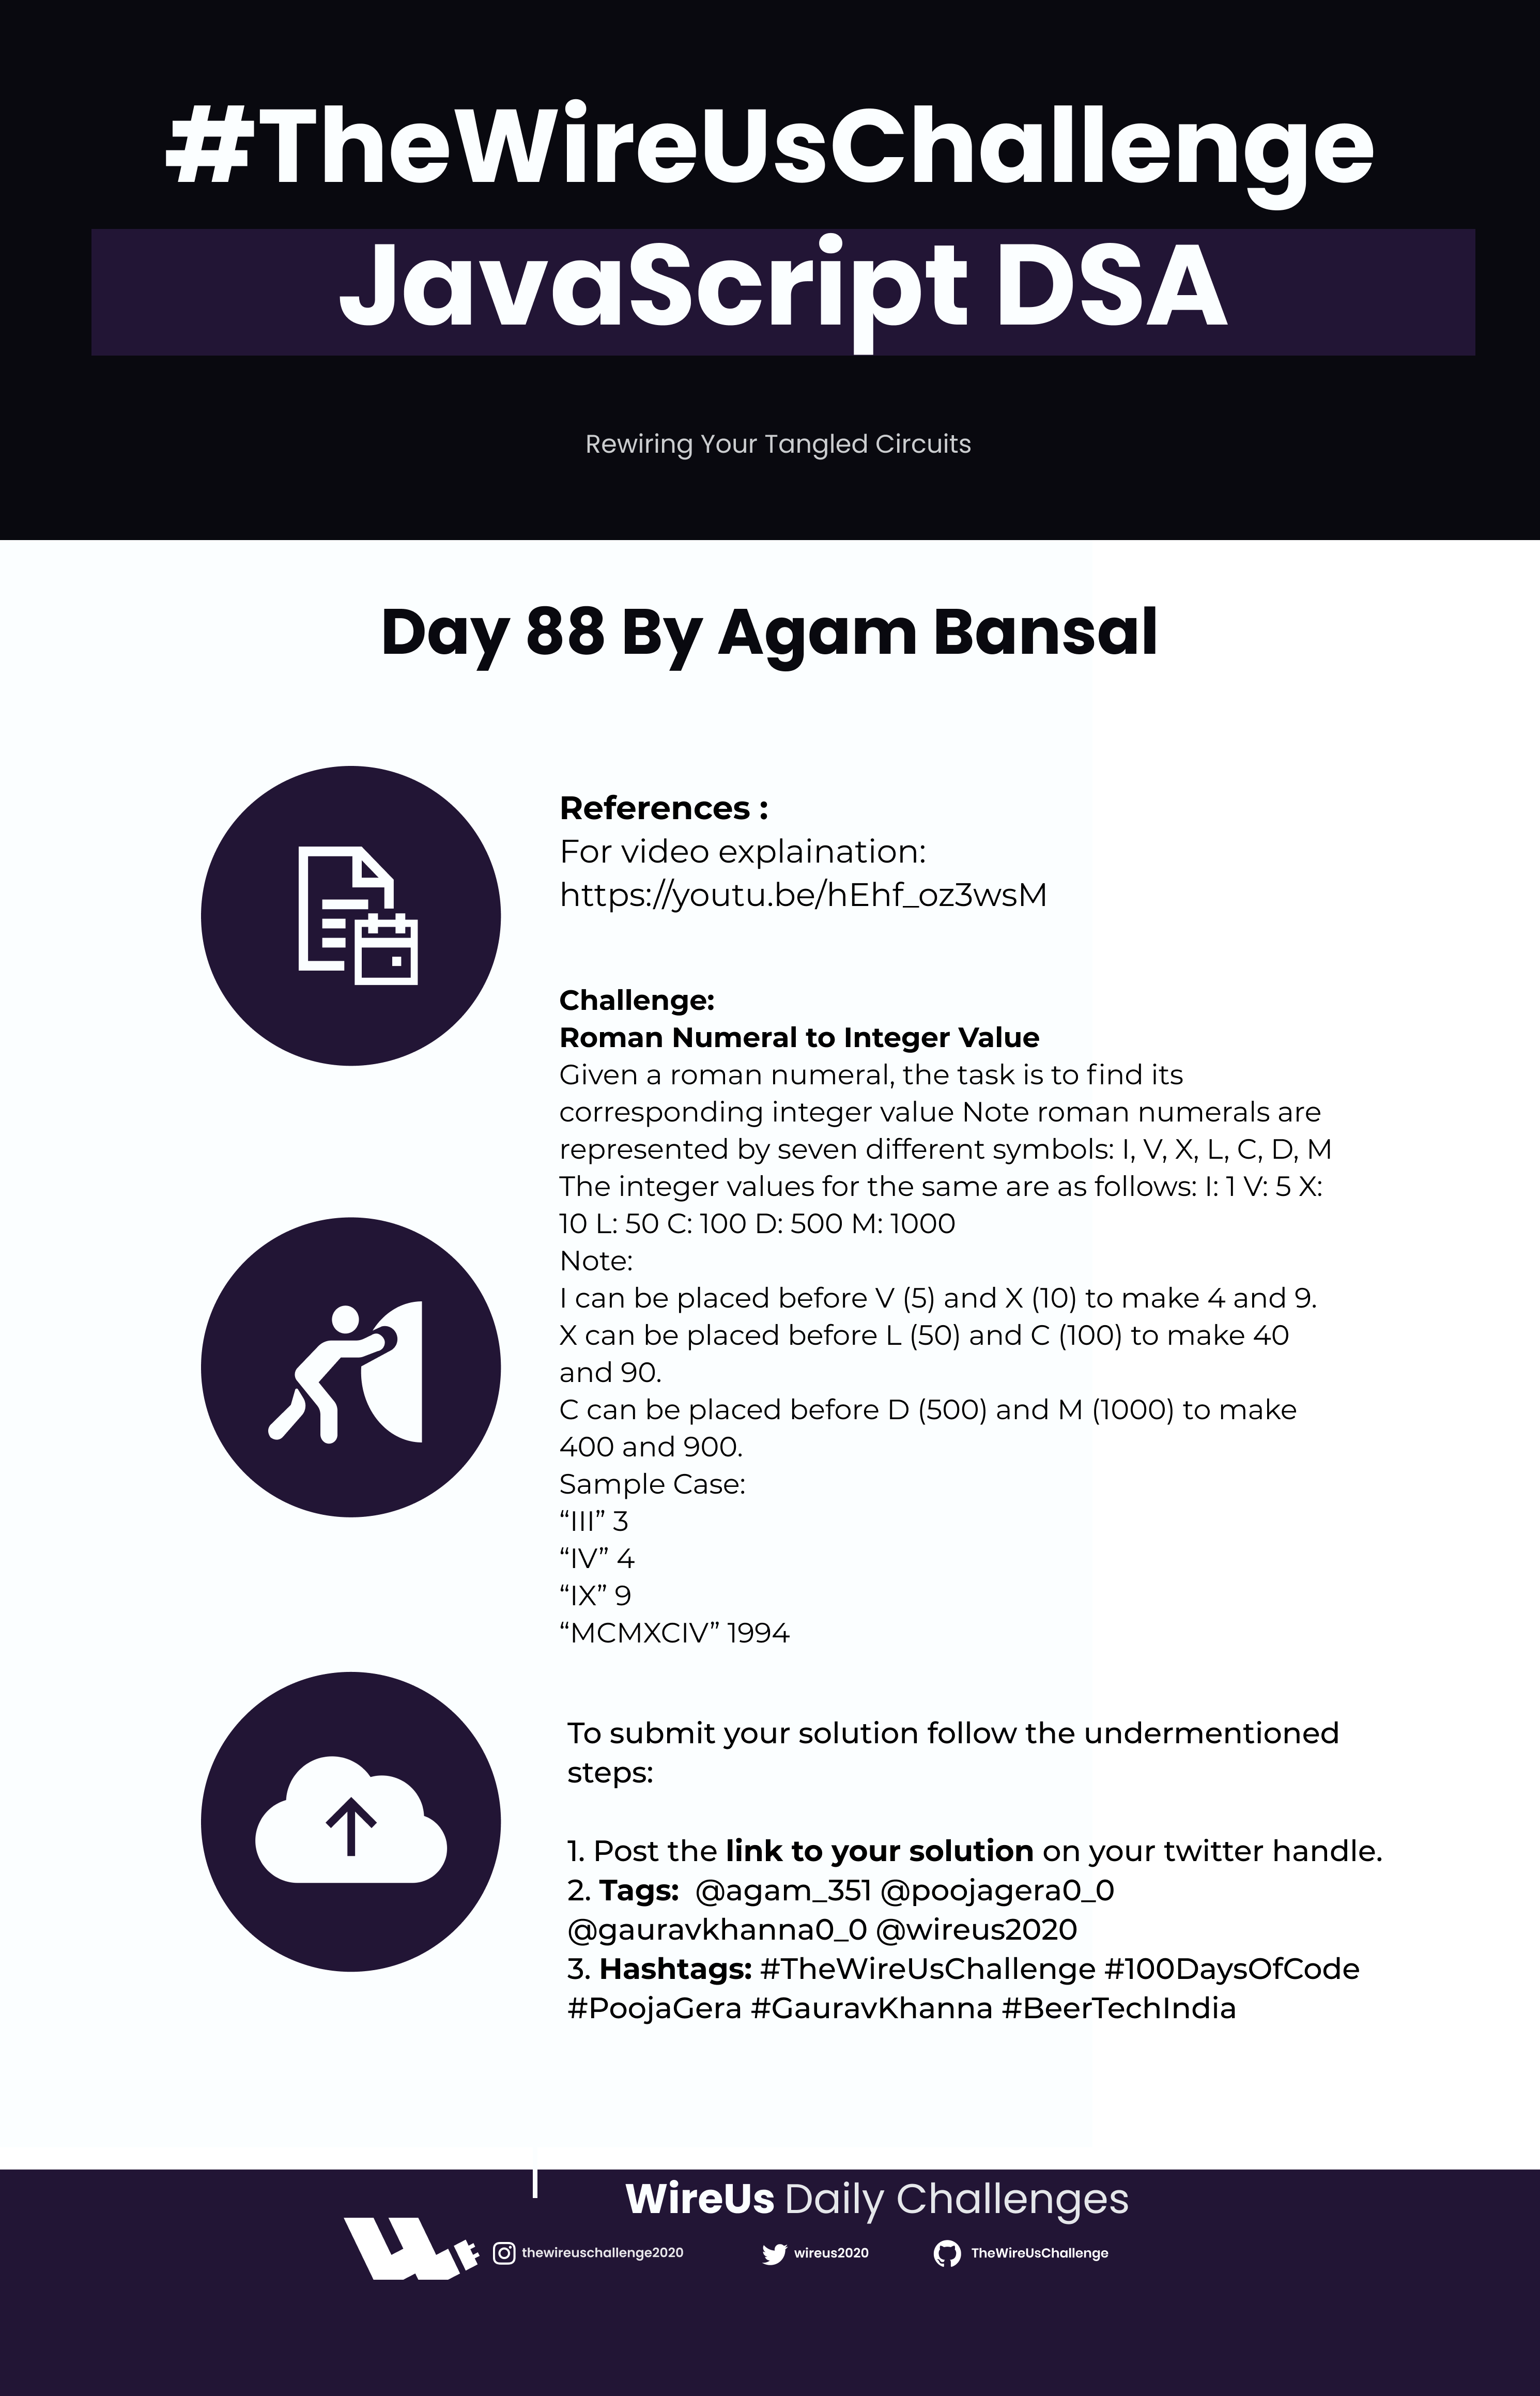 #TheWireUsChallenge
JavaScript DSA
Rewiring Your Tangled Circuits
Day 88 By Agam Bansal
References :
For video explaination:
https://youtu.be/hEhf_oz3wsM
Challenge:
Roman Numeral to Integer Value
Given a roman numeral, the task is to find its
corresponding integer value Note roman numerals are
represented by seven different symbols: I, V, X, L, C, D, M
The integer values for the same are as follows: I: 1 V: 5 X:
10 L: 50 C: 100 D: 500 M: 1000
Note:
I can be placed before V (5) and X (10) to make 4 and 9.
X can be placed before L (50) and C (100) to make 40
and 90.
C can be placed before D (500) and M (1000) to make
400 and 900.
Sample Case:
“III” 3
“IV” 4
“IX” 9
“MCMXCIV” 1994
To submit your solution follow the undermentioned
steps:
1. Post the link to your solution on your twitter handle.
2. Tags:  @agam_351 @poojagera0_0
@gauravkhanna0_0 @wireus2020
3. Hashtags: #TheWireUsChallenge #100DaysOfCode
#PoojaGera #GauravKhanna #BeerTechIndia
WireUs Daily Challenges
thewireuschallenge2020 wireus2020 TheWireUsChallenge